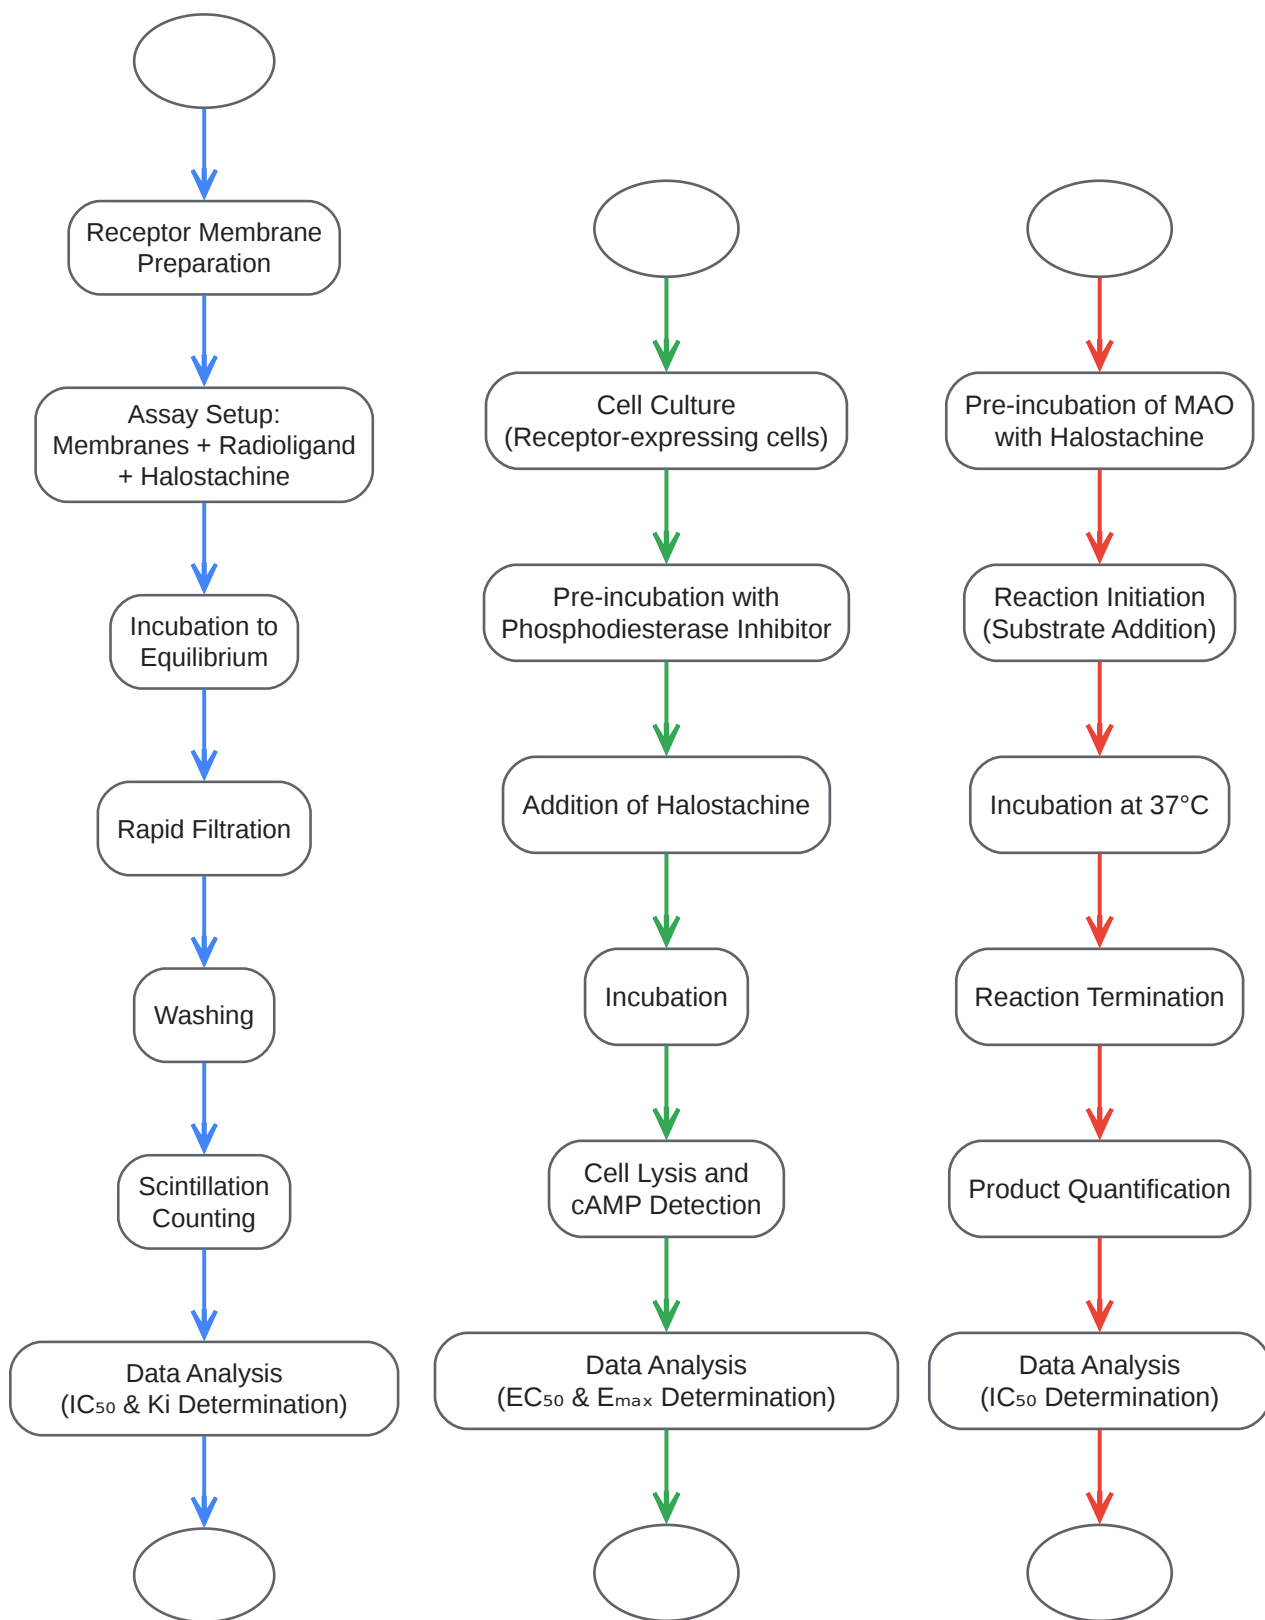 Receptor Membrane
Preparation
Assay Setup:
Membranes + Radioligand
+ Halostachine
Incubation to
Equilibrium
Rapid Filtration
Washing
Scintillation
Counting
Data Analysis
(IC₅₀ & Ki Determination)
Cell Culture
(Receptor-expressing cells)
Pre-incubation with
Phosphodiesterase Inhibitor
Addition of Halostachine
Incubation
Cell Lysis and
cAMP Detection
Data Analysis
(EC₅₀ & Eₘₐₓ Determination)
Pre-incubation of MAO
with Halostachine
Reaction Initiation
(Substrate Addition)
Incubation at 37°C
Reaction Termination
Product Quantification
Data Analysis
(IC₅₀ Determination)